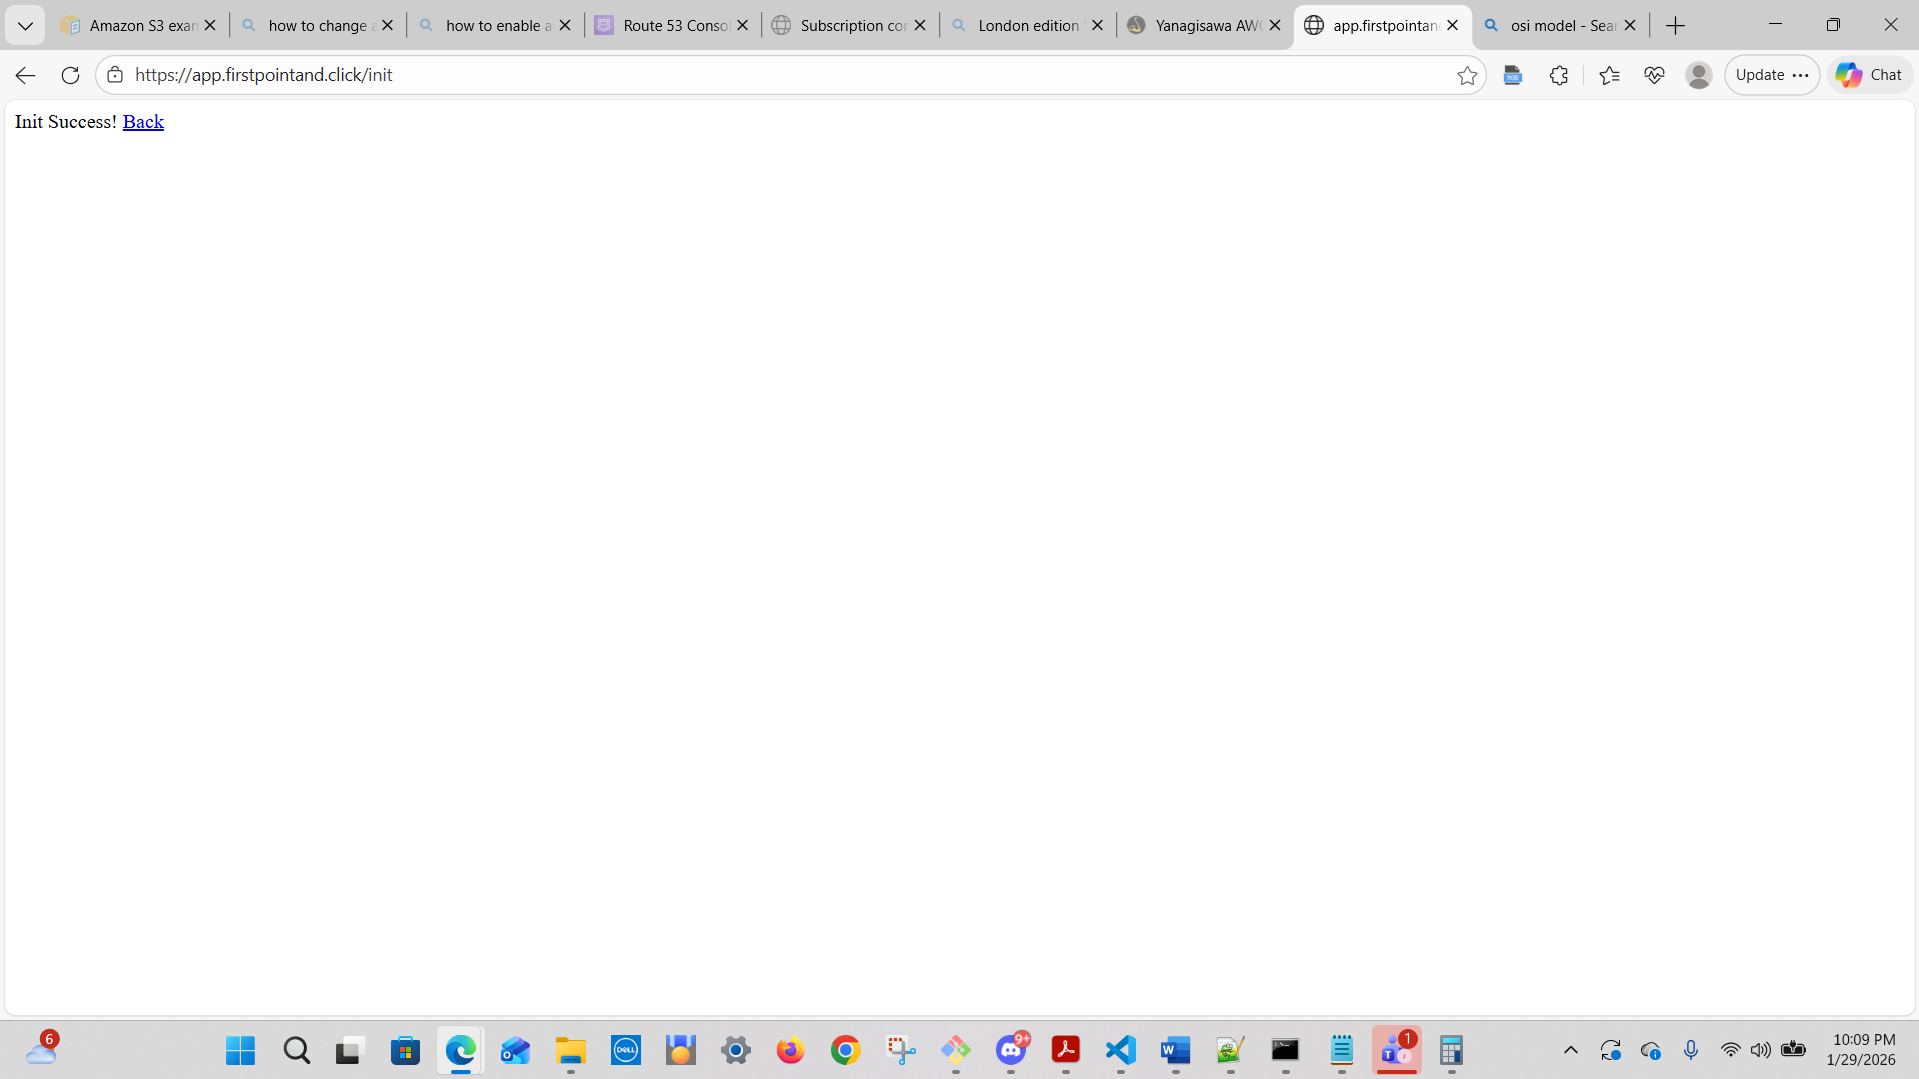 Amazon S3 exan
how to change a
how to enable a
Route 53 Conso
Subscription cor
London edition
Yanagisawa AW
app.firstpointan
osi model - Sear
https://app.firstpointand.click/init
Update
Chat
Init Success! Back
6
DELL
9+
1
10:09 PM
1/29/2026